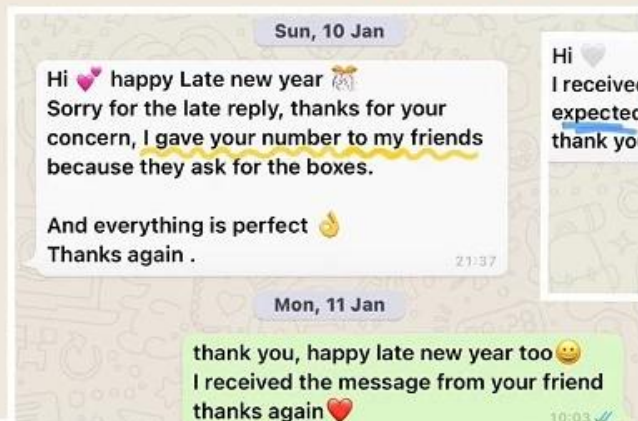 Sun, 10 Jan
Hi 💕 happy Late new year 🎊
Sorry for the late reply, thanks for your
concern, I gave your number to my friends
because they ask for the boxes.
And everything is perfect 👌
Thanks again .
21:37
Mon, 11 Jan
thank you, happy late new year too😀
I received the message from your friend
thanks again❤️
10:03
Hi 🤍
I received
expected
thank yo